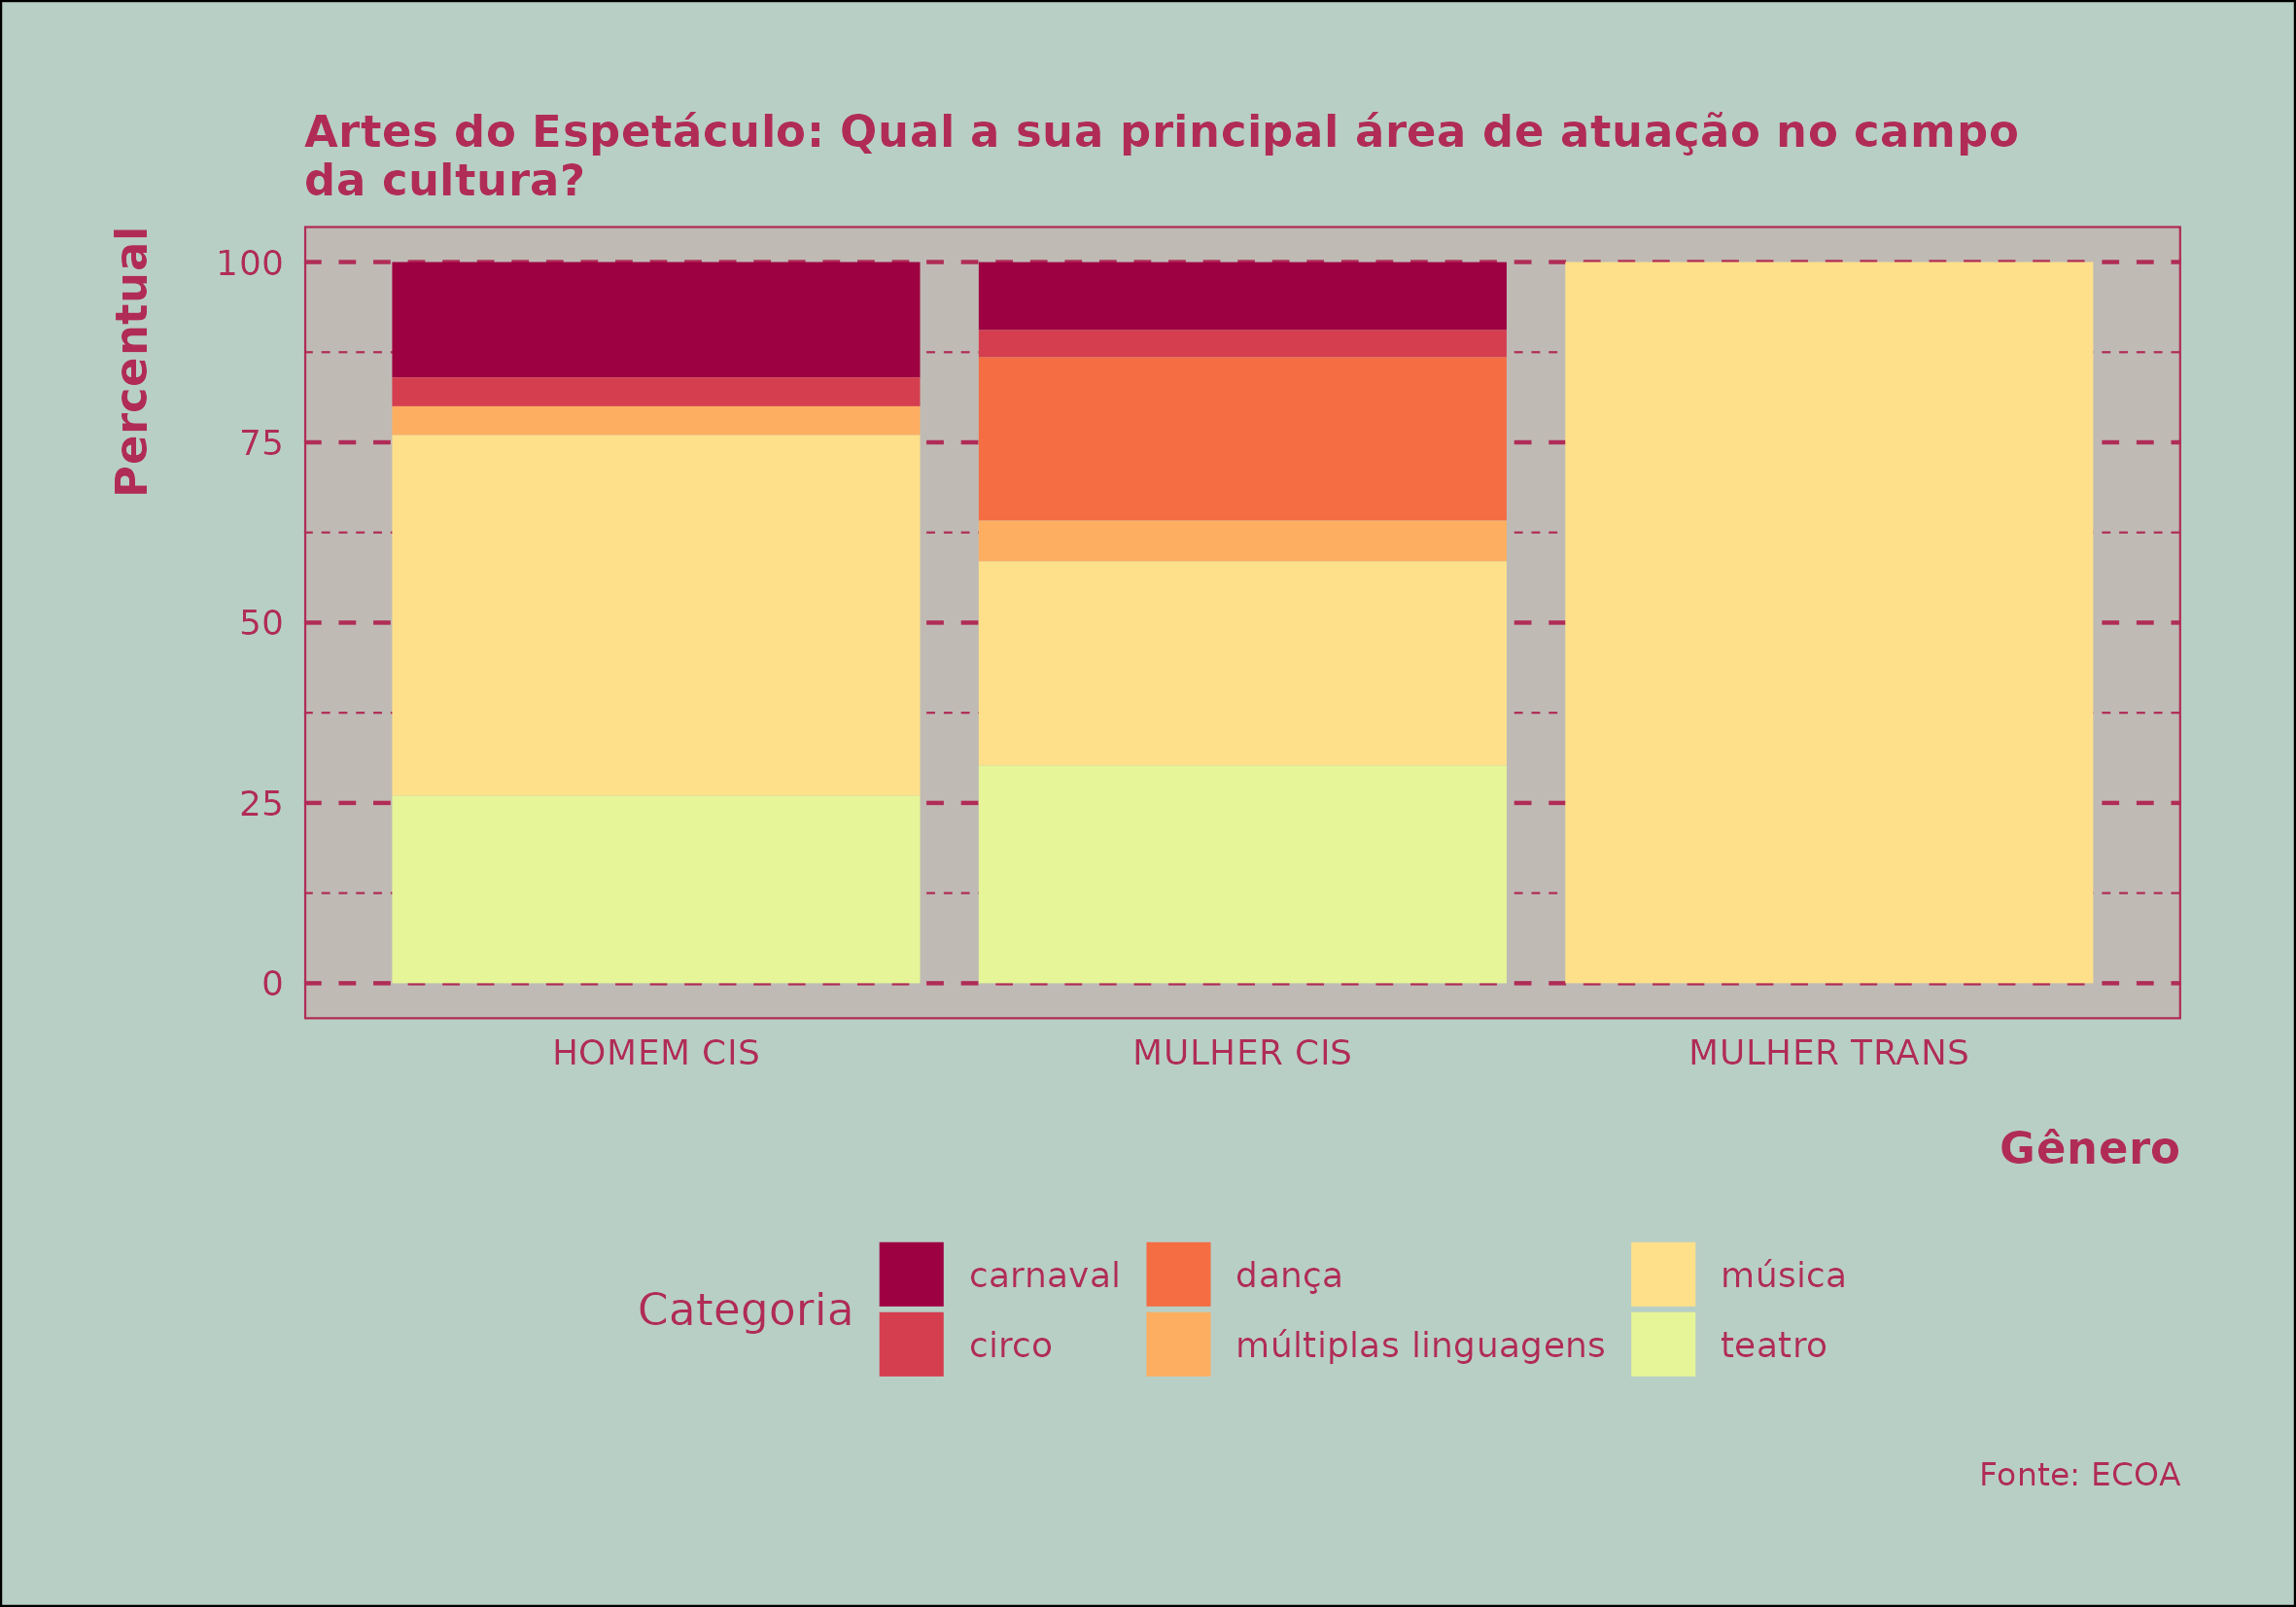 Artes do Espetáculo: Qual a sua principal área de atuação no campo
da cultura?
Percentual
100
75
50
25
0
HOMEM CIS
MULHER CIS
MULHER TRANS
Gênero
Categoria
carnaval
dança
música
circo
múltiplas linguagens
teatro
Fonte: ECOA